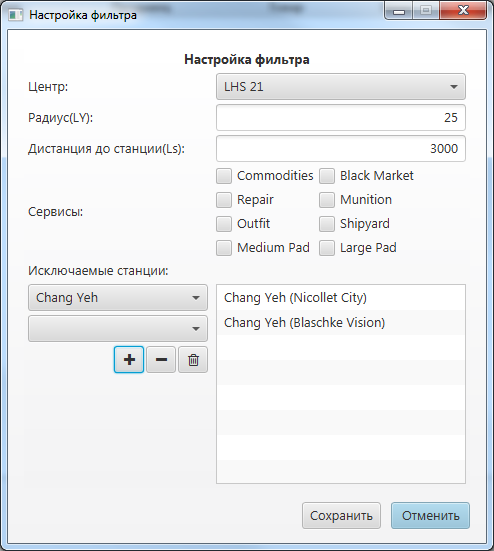 Настройка фильтра
Настройка фильтра
Центр:
LHS 21
Радиус(LY):
25
Дистанция до станции(Ls):
3000
Сервисы:
Commodities
Black Market
Repair
Munition
Outfit
Shipyard
Medium Pad
Large Pad
Исключаемые станции:
Chang Yeh
Chang Yeh (Nicollet City)
Chang Yeh (Blaschke Vision)
Сохранить
Отменить